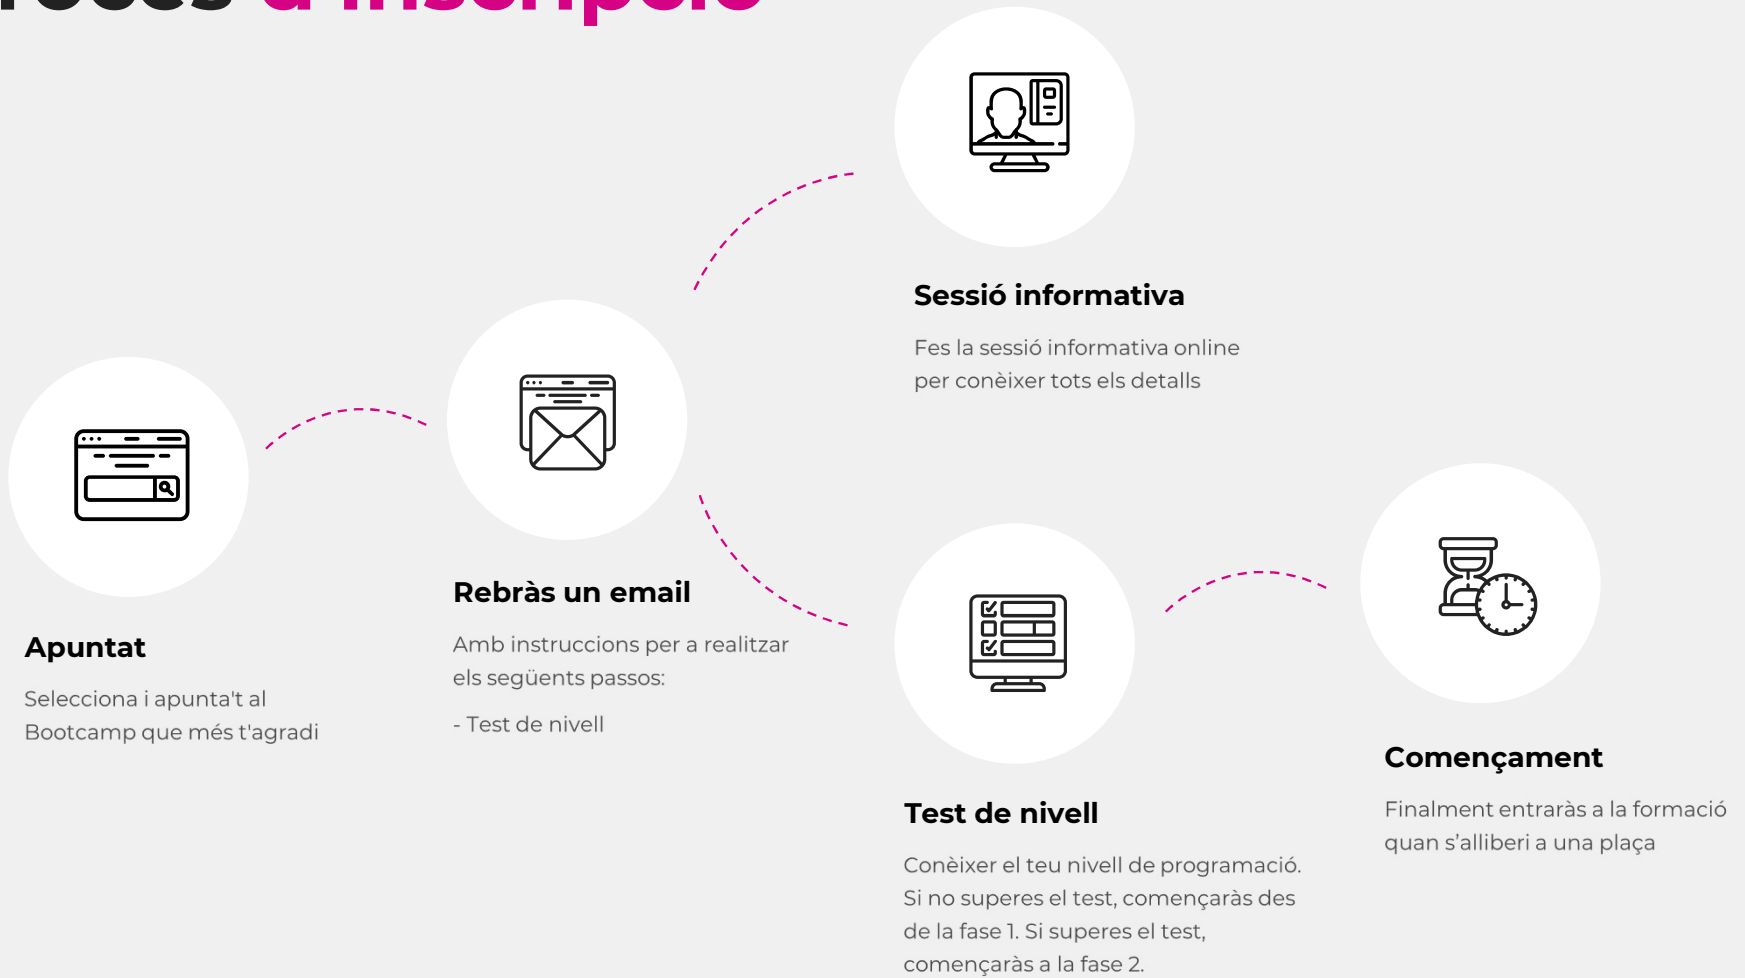 d'inscripció
Sessió informativa
Fes la sessió informativa online
per conèixer tots els detalls
Rebràs un email
Amb instruccions per a realitzar
els següents passos:
- Test de nivell
Apuntat
Selecciona i apunta't al
Bootcamp que més t'agradi
Test de nivell
Conèixer el teu nivell de programació.
Si no superes el test, començaràs des
de la fase 1. Si superes el test,
començaràs a la fase 2.
Començament
Finalment entraràs a la formació
quan s’alliberi a una plaça